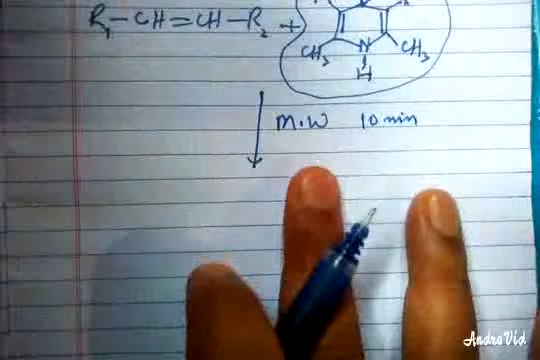 R₁-CH=CH-R₂ +
CH₃ N CH₃
H
M.W 10 min
AndroVid